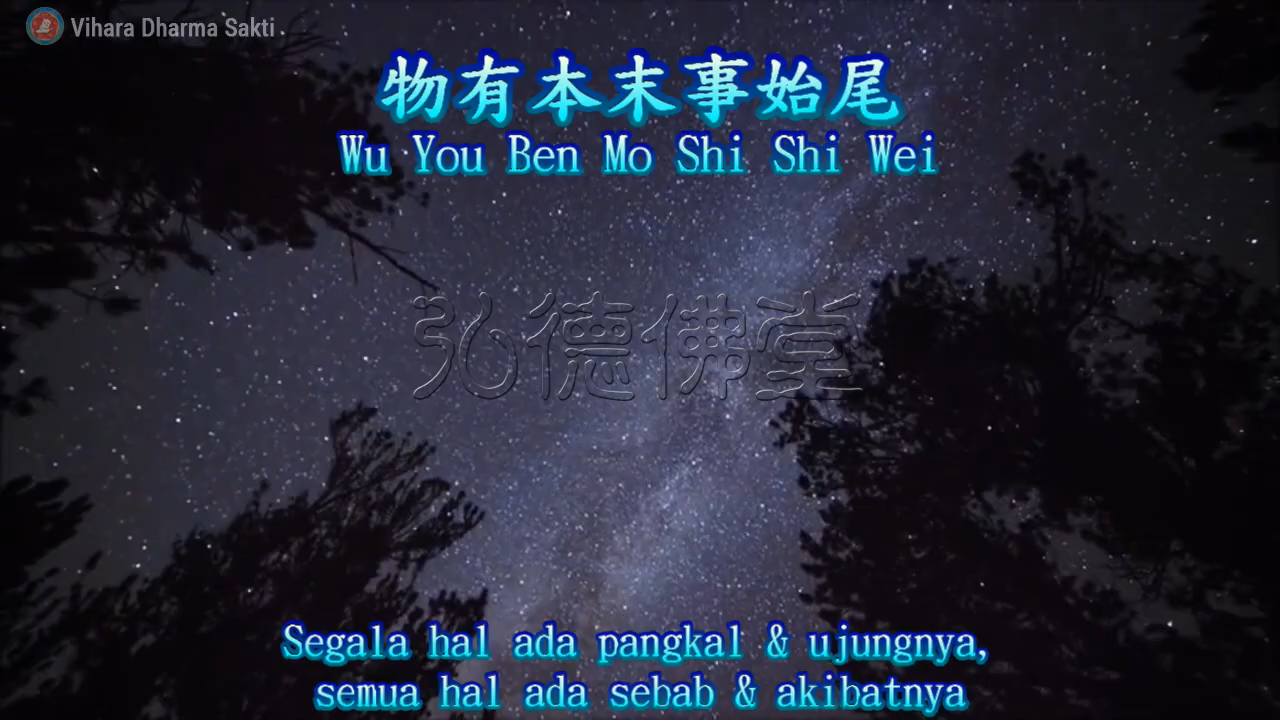 Vihara Dharma Sakti
物有本末事始尾
Wu You Ben Mo Shi Shi Wei
弘德佛堂
Segala hal ada pangkal & ujungnya,
semua hal ada sebab & akibatnya